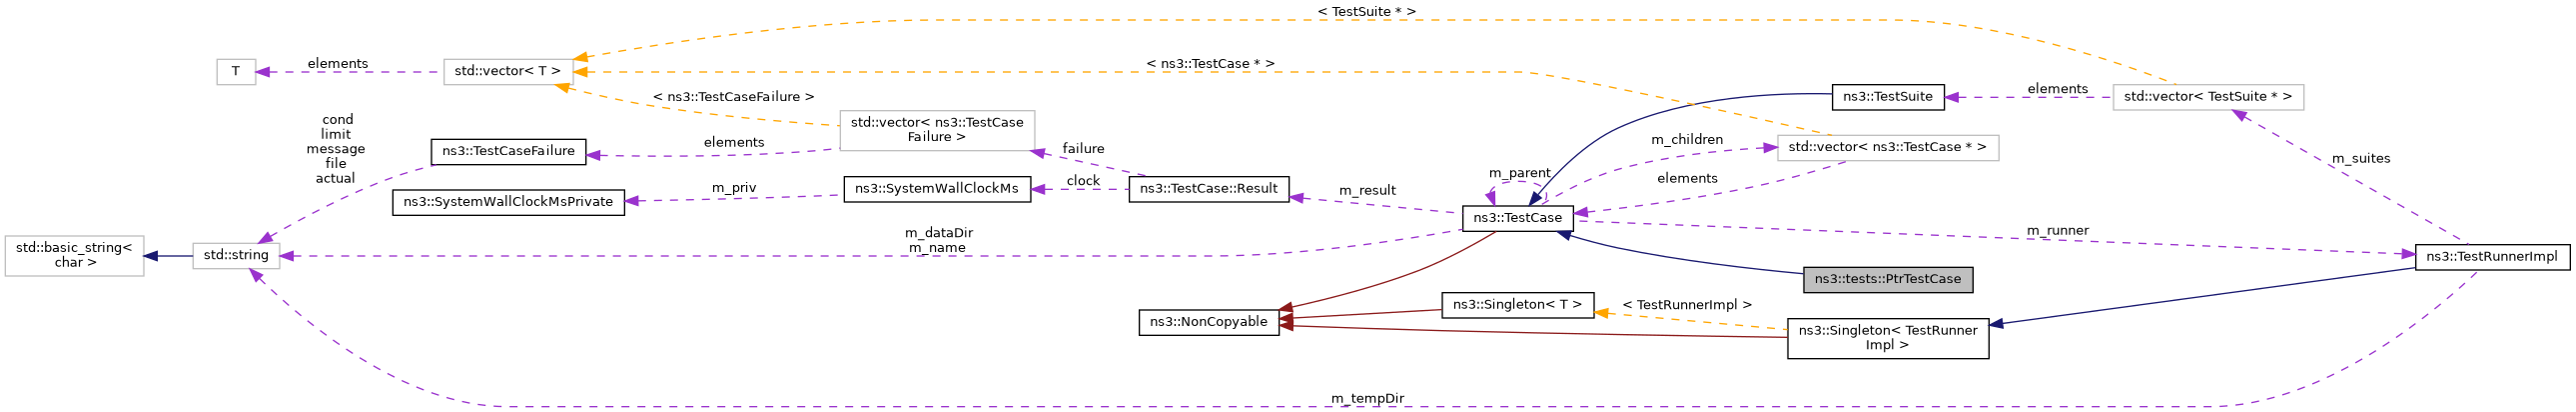 < TestSuite * >
T
elements
std::vector< T >
< ns3::TestCase * >
< ns3::TestCaseFailure >
ns3::TestSuite
elements
std::vector< TestSuite * >
cond
limit
message
file
actual
ns3::TestCaseFailure
elements
std::vector< ns3::TestCase
Failure >
failure
m_children
std::vector< ns3::TestCase * >
m_suites
ns3::SystemWallClockMsPrivate
m_priv
ns3::SystemWallClockMs
clock
ns3::TestCase::Result
m_result
m_parent
elements
ns3::TestCase
std::basic_string<
char >
std::string
m_dataDir
m_name
m_runner
ns3::TestRunnerImpl
ns3::tests::PtrTestCase
ns3::NonCopyable
ns3::Singleton< T >
< TestRunnerImpl >
ns3::Singleton< TestRunner
Impl >
m_tempDir